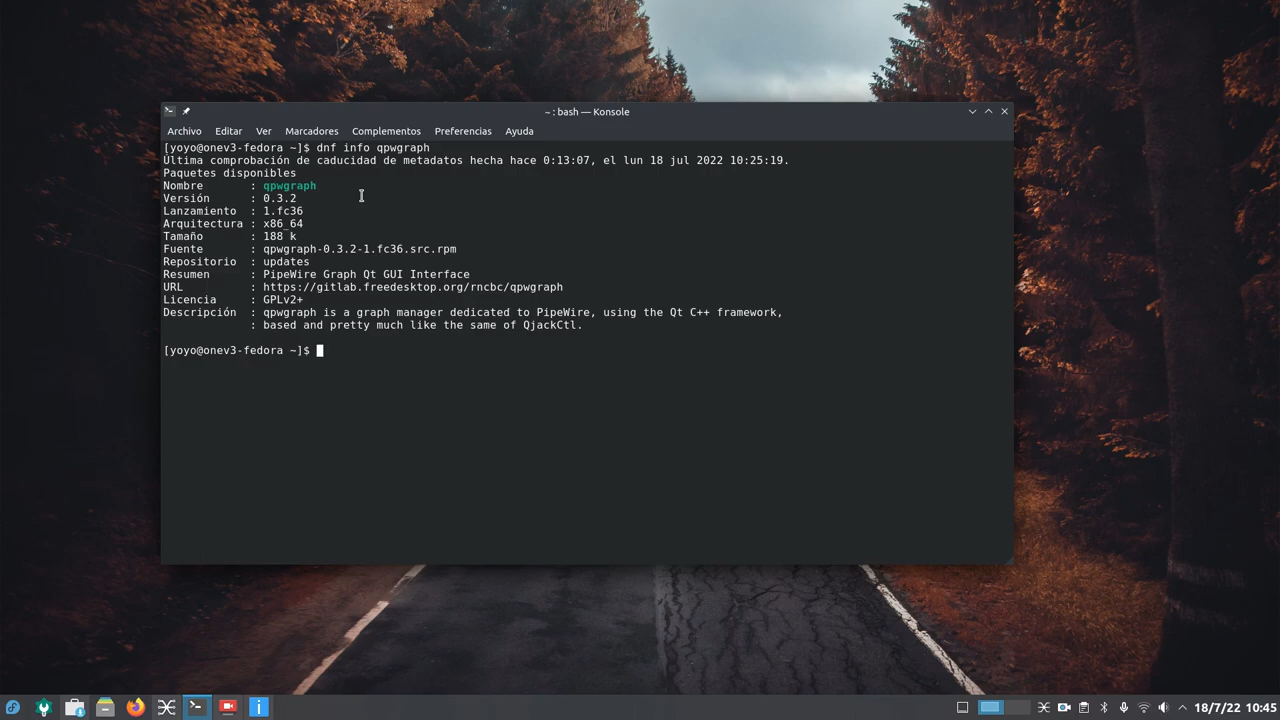 ~ : bash — Konsole
Archivo Editar Ver Marcadores Complementos Preferencias Ayuda
[yoyo@onev3-fedora ~]$ dnf info qpwgraph
Última comprobación de caducidad de metadatos hecha hace 0:13:07, el lun 18 jul 2022 10:25:19.
Paquetes disponibles
Nombre : qpwgraph
Versión : 0.3.2
Lanzamiento : 1.fc36
Arquitectura : x86_64
Tamaño : 188 k
Fuente : qpwgraph-0.3.2-1.fc36.src.rpm
Repositorio : updates
Resumen : PipeWire Graph Qt GUI Interface
URL : https://gitlab.freedesktop.org/rncbc/qpwgraph
Licencia : GPLv2+
Descripción : qpwgraph is a graph manager dedicated to PipeWire, using the Qt C++ framework,
: based and pretty much like the same of QjackCtl.
[yoyo@onev3-fedora ~]$
18/7/22 10:45